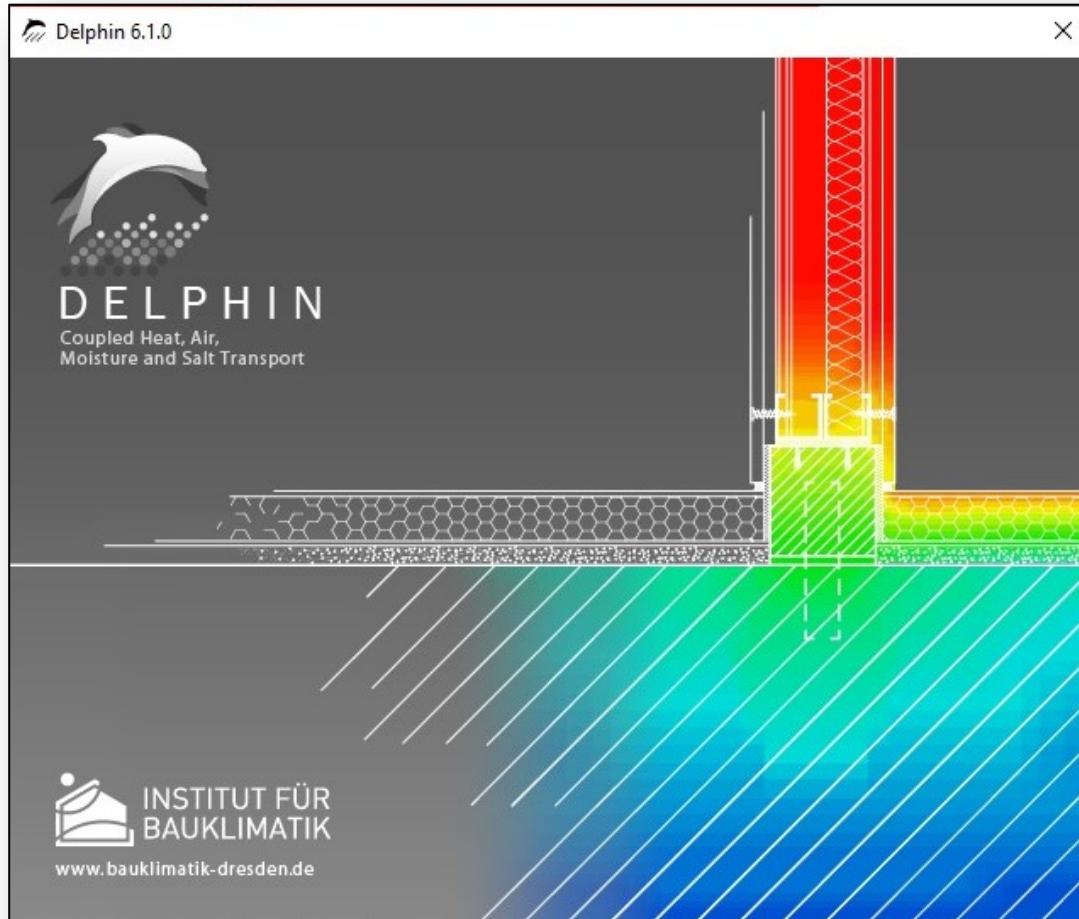 Delphin 6.1.0
DELPHIN
Coupled Heat, Air,
Moisture and Salt Transport
INSTITUT FÜR
BAUKLIMATIK
www.bauklimatik-dresden.de